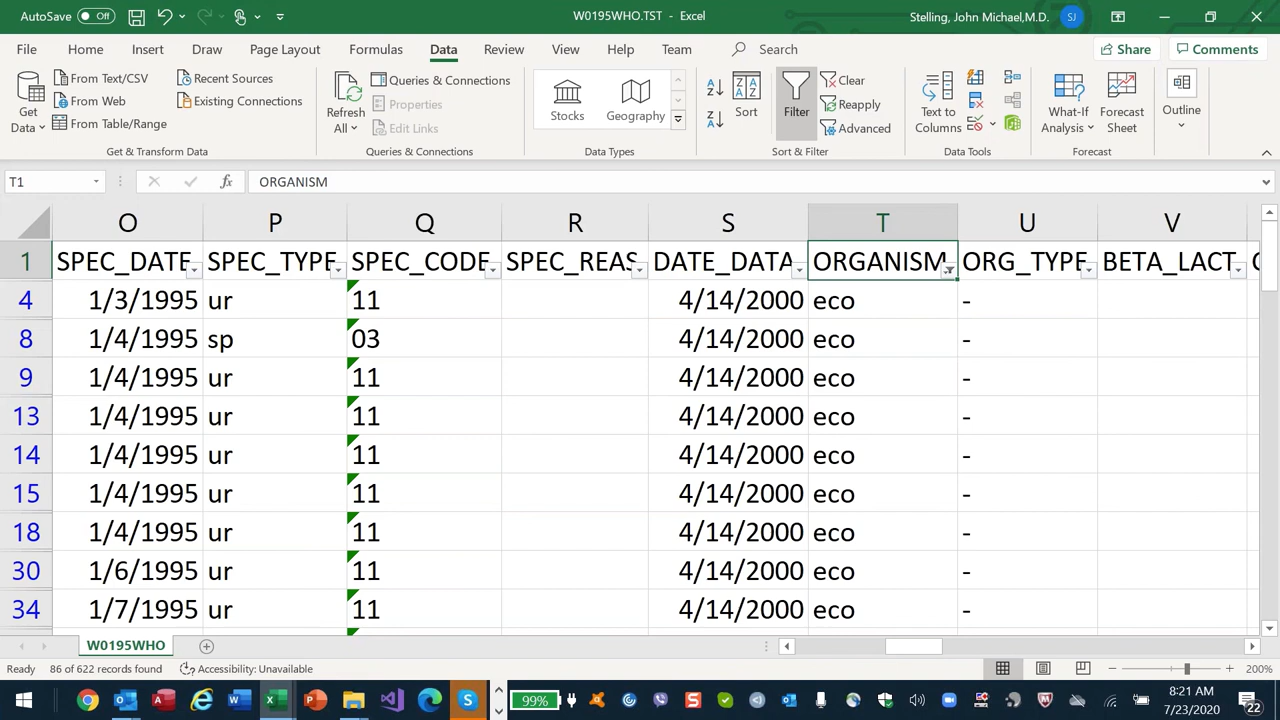 AutoSave Off W0195WHO.TST - Excel Stelling, John Michael,M.D. SJ
File Home Insert Draw Page Layout Formulas Data Review View Help Team Search Share Comments
Get Data From Text/CSV From Web From Table/Range Recent Sources Existing Connections
Get & Transform Data
Refresh All Queries & Connections Properties Edit Links
Queries & Connections
Stocks Geography
Data Types
Sort Filter Clear Reapply Advanced
Sort & Filter
Text to Columns
Data Tools
What-If Analysis Forecast Sheet
Forecast
Outline
T1 fx ORGANISM
O P Q R S T U V
1 SPEC_DATE SPEC_TYPE SPEC_CODE SPEC_REAS DATE_DATA ORGANISM ORG_TYPE BETA_LACT
4 1/3/1995 ur 11 4/14/2000 eco -
8 1/4/1995 sp 03 4/14/2000 eco -
9 1/4/1995 ur 11 4/14/2000 eco -
13 1/4/1995 ur 11 4/14/2000 eco -
14 1/4/1995 ur 11 4/14/2000 eco -
15 1/4/1995 ur 11 4/14/2000 eco -
18 1/4/1995 ur 11 4/14/2000 eco -
30 1/6/1995 ur 11 4/14/2000 eco -
34 1/7/1995 ur 11 4/14/2000 eco -
W0195WHO
Ready 86 of 622 records found Accessibility: Unavailable 200%
99% 8:21 AM
7/23/2020 22